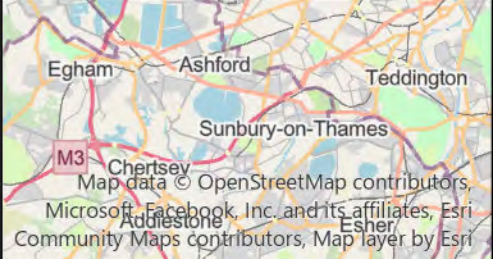 Egham
Ashford
Teddington
Sunbury-on-Thames
M3
Chertsey
Map data © OpenStreetMap contributors,
Microsoft, Facebook, Inc. and its affiliates, Esri
Addlestone
Esher
Community Maps contributors, Map layer by Esri